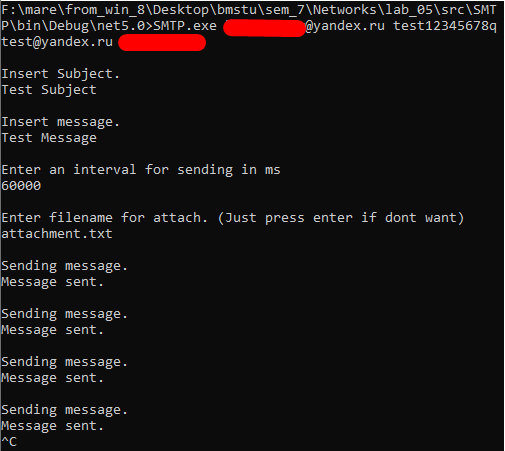 F:\mare\from_win_8\Desktop\bmstu\sem_7\Networks\lab_05\src\SMT
P\bin\Debug\net5.0>SMTP.exe @yandex.ru test12345678q
test@yandex.ru
Insert Subject.
Test Subject
Insert message.
Test Message
Enter an interval for sending in ms
60000
Enter filename for attach. (Just press enter if dont want)
attachment.txt
Sending message.
Message sent.
Sending message.
Message sent.
Sending message.
Message sent.
Sending message.
Message sent.
^C